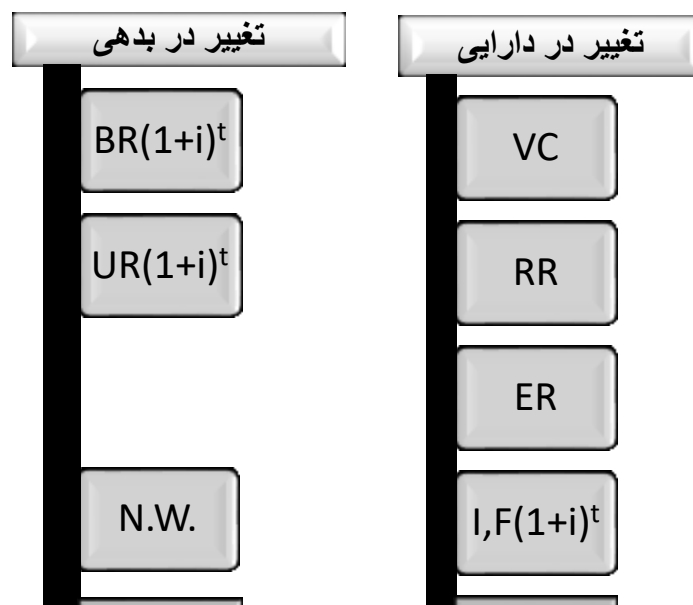 تغییر در دارایی
VC
RR
ER
I,F(1+i)ᵗ
تغییر در بدهی
BR(1+i)ᵗ
UR(1+i)ᵗ
N.W.